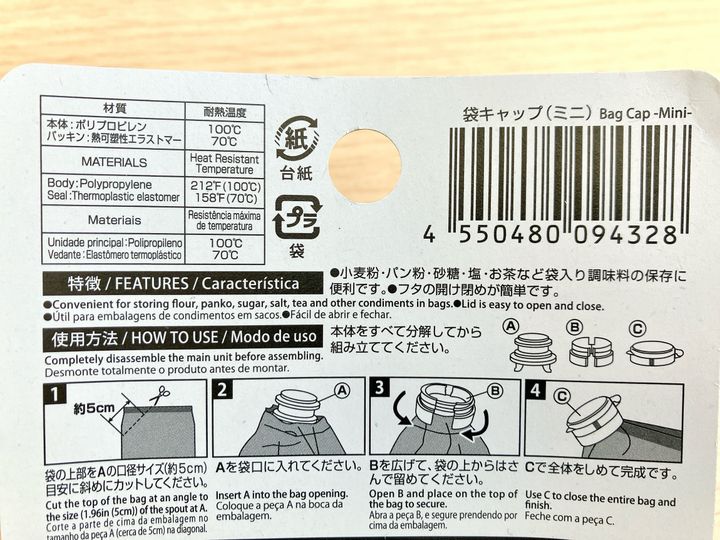 材質 耐熱温度
本体：ポリプロピレン 100℃
パッキン：熱可塑性エラストマー 70℃
MATERIALS Heat Resistant Temperature
Body:Polypropylene 212℉(100℃)
Seal:Thermoplastic elastomer 158℉(70℃)
Materiais Resistência máxima de temperatura
Unidade principal:Polipropileno 100℃
Vedante:Elastômero termoplástico 70℃
紙
台紙
プラ
袋
袋キャップ（ミニ） Bag Cap -Mini-
4 550480 094328
特徴 / FEATURES / Característica
●小麦粉・パン粉・砂糖・塩・お茶など袋入り調味料の保存に
便利です。●フタの開け閉めが簡単です。
●Convenient for storing flour, panko, sugar, salt, tea and other condiments in bags.●Lid is easy to open and close.
●Útil para embalagens de condimentos em sacos.●Fácil de abrir e fechar.
使用方法 / HOW TO USE / Modo de uso
本体をすべて分解してから
組み立ててください。
Completely disassemble the main unit before assembling.
Desmonte totalmente o produto antes de montar.
A B C
1
約5cm
袋の上部をAの口径サイズ(約5cm)
目安に斜めにカットしてください。
Cut the top of the bag at an angle to
the size (1.96in (5cm)) of the spout at A.
Corte a parte de cima da embalagem no
tamanho da peça A (cerca de 5cm) na diagonal.
2
A
Aを袋口に入れてください。
Insert A into the bag opening.
Coloque a peça A na boca da
embalagem.
3
B
Bを広げて、袋の上からはさ
んで留めてください。
Open B and place on the top of
the bag to secure.
Abra a peça B, e segure prendendo por
cima da embalagem.
4
C
Cで全体をしめて完成です。
Use C to close the entire bag and
finish.
Feche com a peça C.